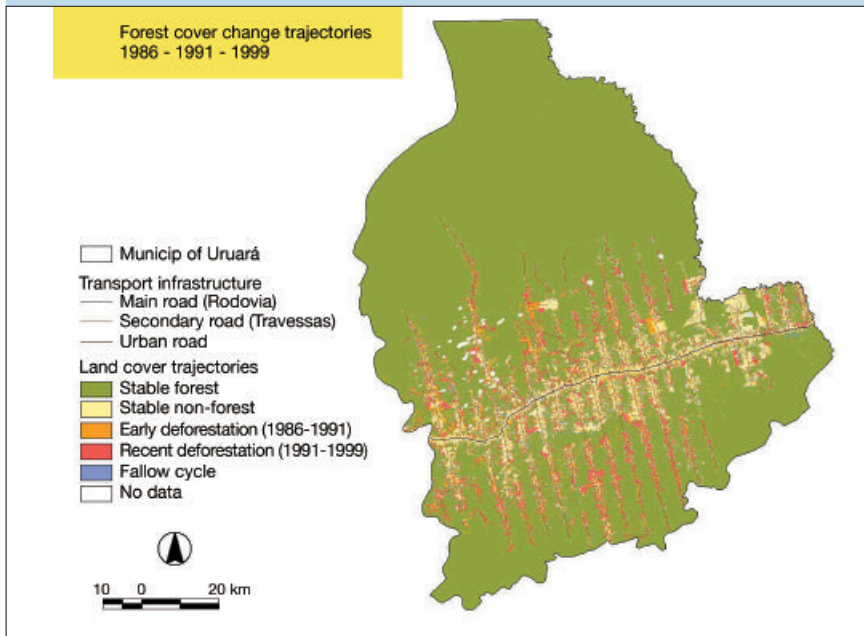 Forest cover change trajectories
1986 - 1991 - 1999
Municip of Uruará
Transport infrastructure
Main road (Rodovia)
Secondary road (Travessas)
Urban road
Land cover trajectories
Stable forest
Stable non-forest
Early deforestation (1986-1991)
Recent deforestation (1991-1999)
Fallow cycle
No data
10 0 20 km